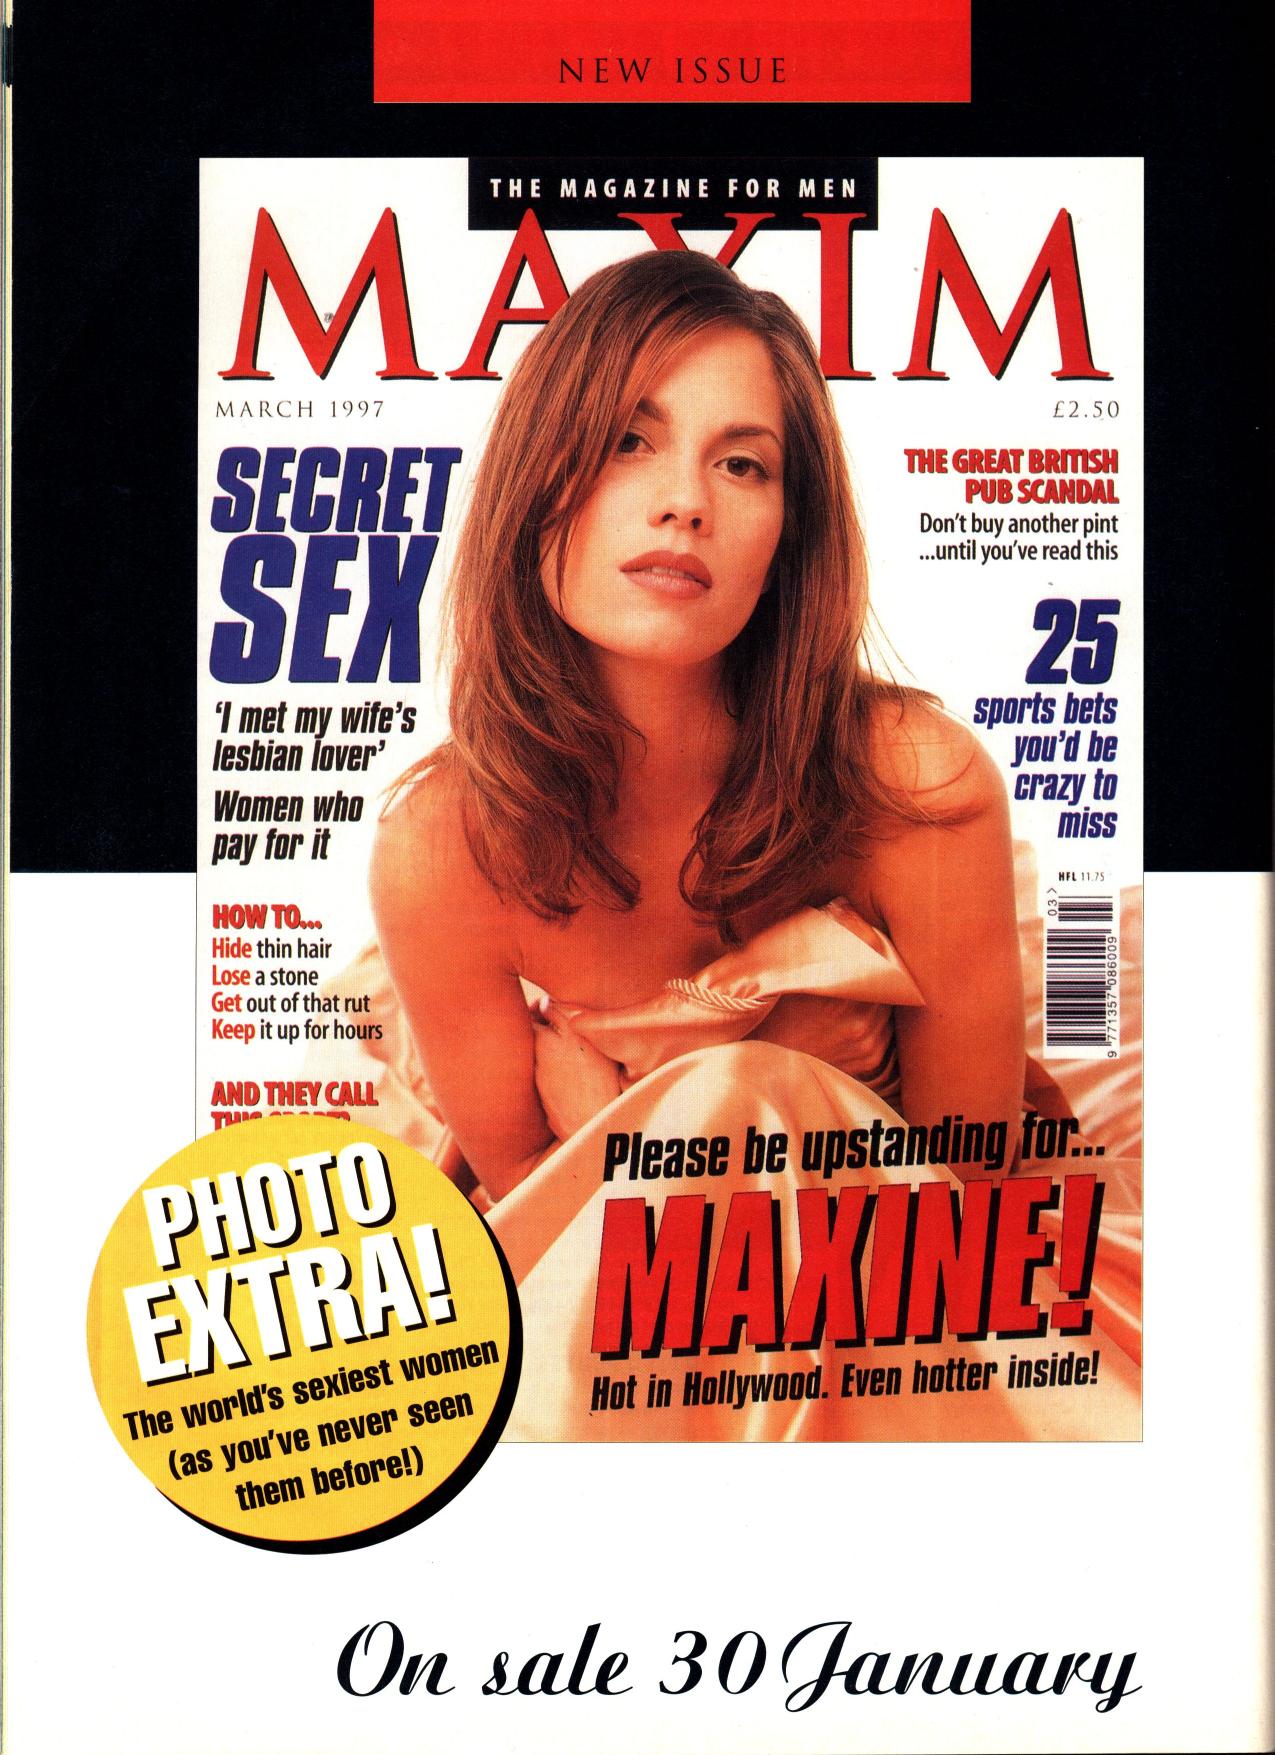 NEW ISSUE
THE MAGAZINE FOR MEN
MAXIM
MARCH 1997
£2.50
SECRET
SEX
'I met my wife's
lesbian lover'
Women who
pay for it
HOW TO...
Hide thin hair
Lose a stone
Get out of that rut
Keep it up for hours
AND THEY CALL
THIS SPORT?
THE GREAT BRITISH
PUB SCANDAL
Don't buy another pint
...until you've read this
25
sports bets
you'd be
crazy to
miss
HFL 11.75
03>
9 771357 086009
Please be upstanding for...
MAXINE!
Hot in Hollywood. Even hotter inside!
PHOTO
EXTRA!
The world's sexiest women
(as you've never seen
them before!)
On sale 30 January